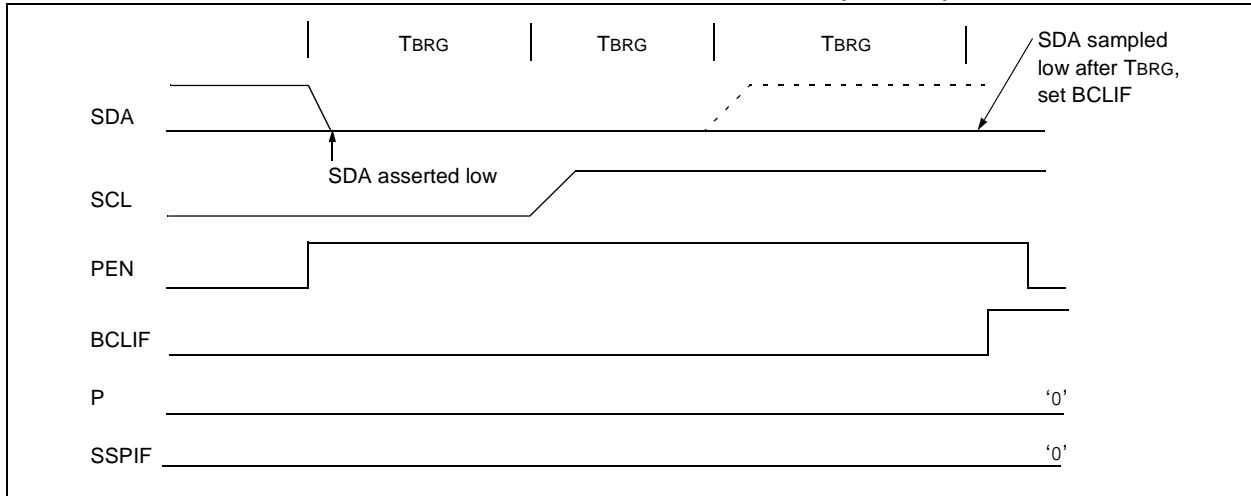 TBRG TBRG TBRG
SDA sampled
low after TBRG,
set BCLIF
SDA
SDA asserted low
SCL
PEN
BCLIF
P ‘0’
SSPIF ‘0’